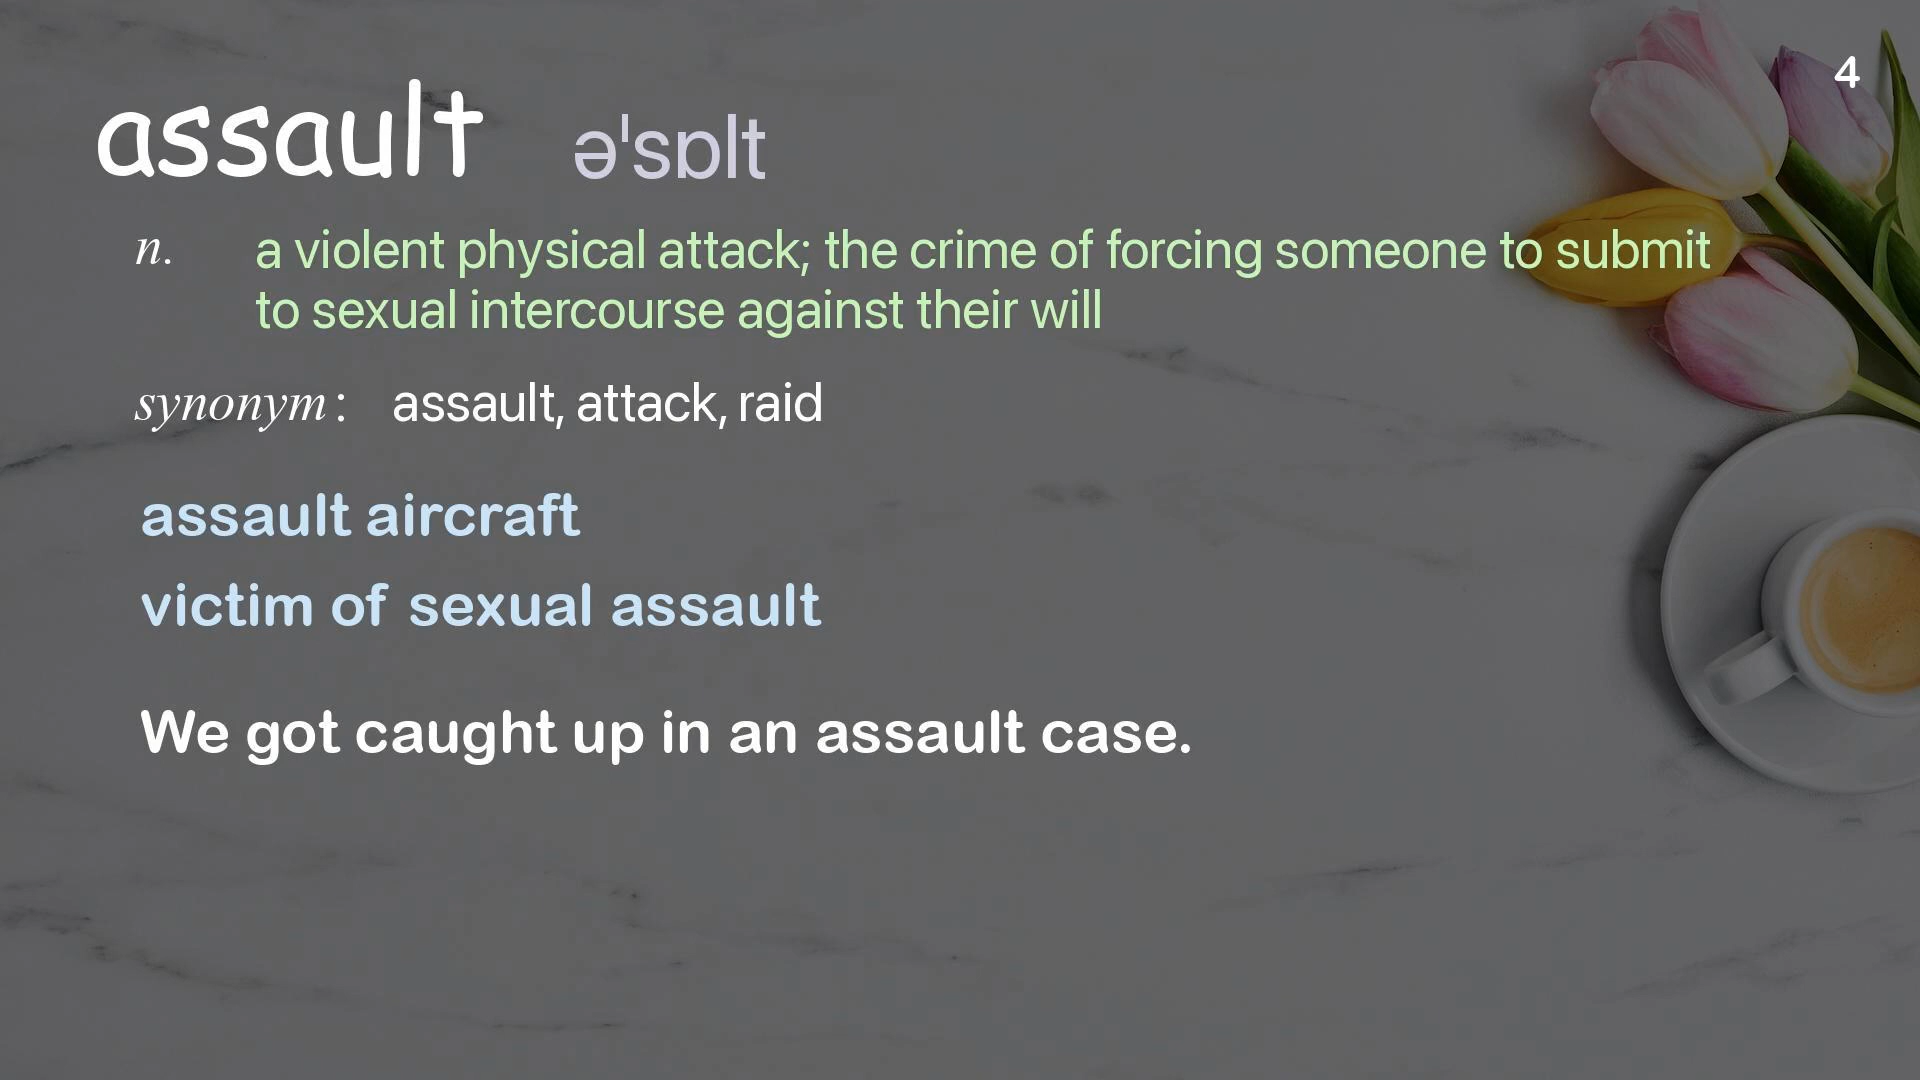 4
assault əˈsɒlt
n. a violent physical attack; the crime of forcing someone to submit
to sexual intercourse against their will
synonym: assault, attack, raid
assault aircraft
victim of sexual assault
We got caught up in an assault case.